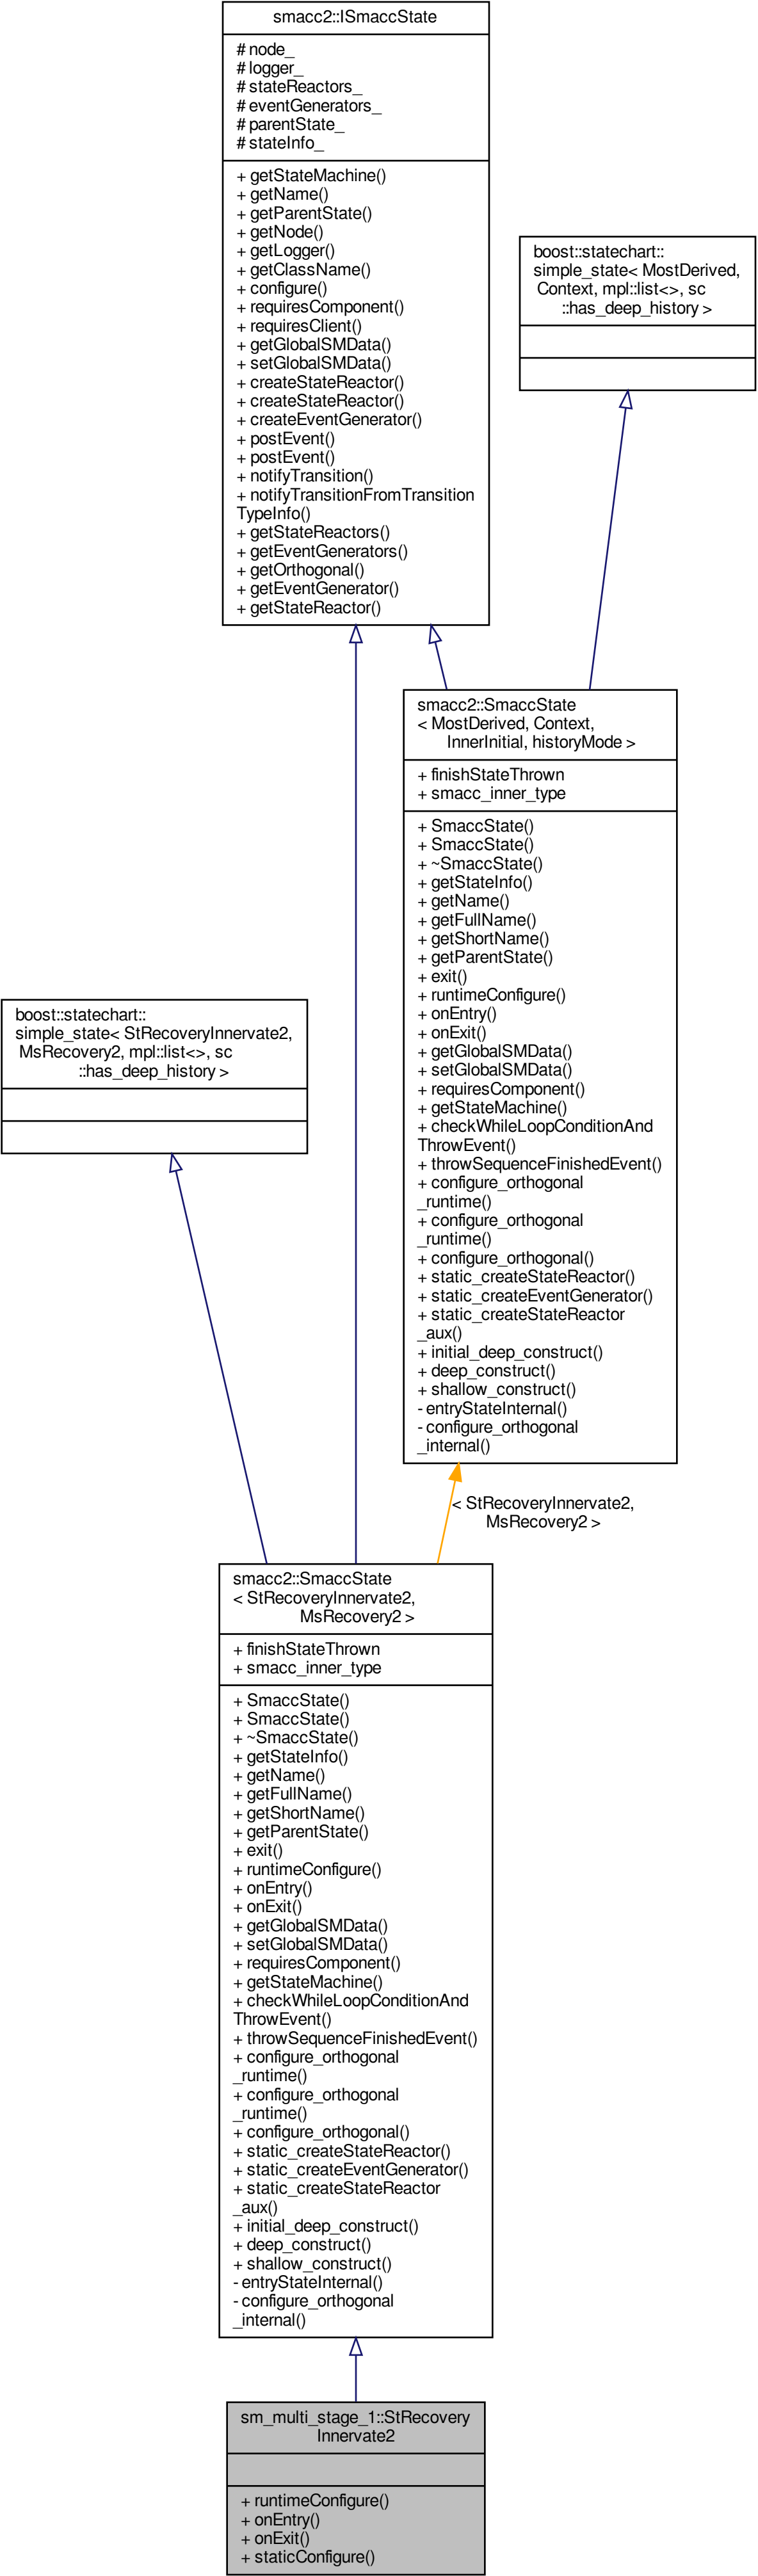 smacc2::ISmaccState
# node_
# logger_
# stateReactors_
# eventGenerators_
# parentState_
# stateInfo_
+ getStateMachine()
+ getName()
+ getParentState()
+ getNode()
+ getLogger()
+ getClassName()
+ configure()
+ requiresComponent()
+ requiresClient()
+ getGlobalSMData()
+ setGlobalSMData()
+ createStateReactor()
+ createStateReactor()
+ createEventGenerator()
+ postEvent()
+ postEvent()
+ notifyTransition()
+ notifyTransitionFromTransition
TypeInfo()
+ getStateReactors()
+ getEventGenerators()
+ getOrthogonal()
+ getEventGenerator()
+ getStateReactor()
boost::statechart::
simple_state< MostDerived,
Context, mpl::list<>, sc
::has_deep_history >
smacc2::SmaccState
< MostDerived, Context,
InnerInitial, historyMode >
+ finishStateThrown
+ smacc_inner_type
+ SmaccState()
+ SmaccState()
+ ~SmaccState()
+ getStateInfo()
+ getName()
+ getFullName()
+ getShortName()
+ getParentState()
+ exit()
+ runtimeConfigure()
+ onEntry()
+ onExit()
+ getGlobalSMData()
+ setGlobalSMData()
+ requiresComponent()
+ getStateMachine()
+ checkWhileLoopConditionAnd
ThrowEvent()
+ throwSequenceFinishedEvent()
+ configure_orthogonal
_runtime()
+ configure_orthogonal
_runtime()
+ configure_orthogonal()
+ static_createStateReactor()
+ static_createEventGenerator()
+ static_createStateReactor
_aux()
+ initial_deep_construct()
+ deep_construct()
+ shallow_construct()
- entryStateInternal()
- configure_orthogonal
_internal()
boost::statechart::
simple_state< StRecoveryInnervate2,
MsRecovery2, mpl::list<>, sc
::has_deep_history >
< StRecoveryInnervate2,
MsRecovery2 >
smacc2::SmaccState
< StRecoveryInnervate2,
MsRecovery2 >
+ finishStateThrown
+ smacc_inner_type
+ SmaccState()
+ SmaccState()
+ ~SmaccState()
+ getStateInfo()
+ getName()
+ getFullName()
+ getShortName()
+ getParentState()
+ exit()
+ runtimeConfigure()
+ onEntry()
+ onExit()
+ getGlobalSMData()
+ setGlobalSMData()
+ requiresComponent()
+ getStateMachine()
+ checkWhileLoopConditionAnd
ThrowEvent()
+ throwSequenceFinishedEvent()
+ configure_orthogonal
_runtime()
+ configure_orthogonal
_runtime()
+ configure_orthogonal()
+ static_createStateReactor()
+ static_createEventGenerator()
+ static_createStateReactor
_aux()
+ initial_deep_construct()
+ deep_construct()
+ shallow_construct()
- entryStateInternal()
- configure_orthogonal
_internal()
sm_multi_stage_1::StRecovery
Innervate2
+ runtimeConfigure()
+ onEntry()
+ onExit()
+ staticConfigure()